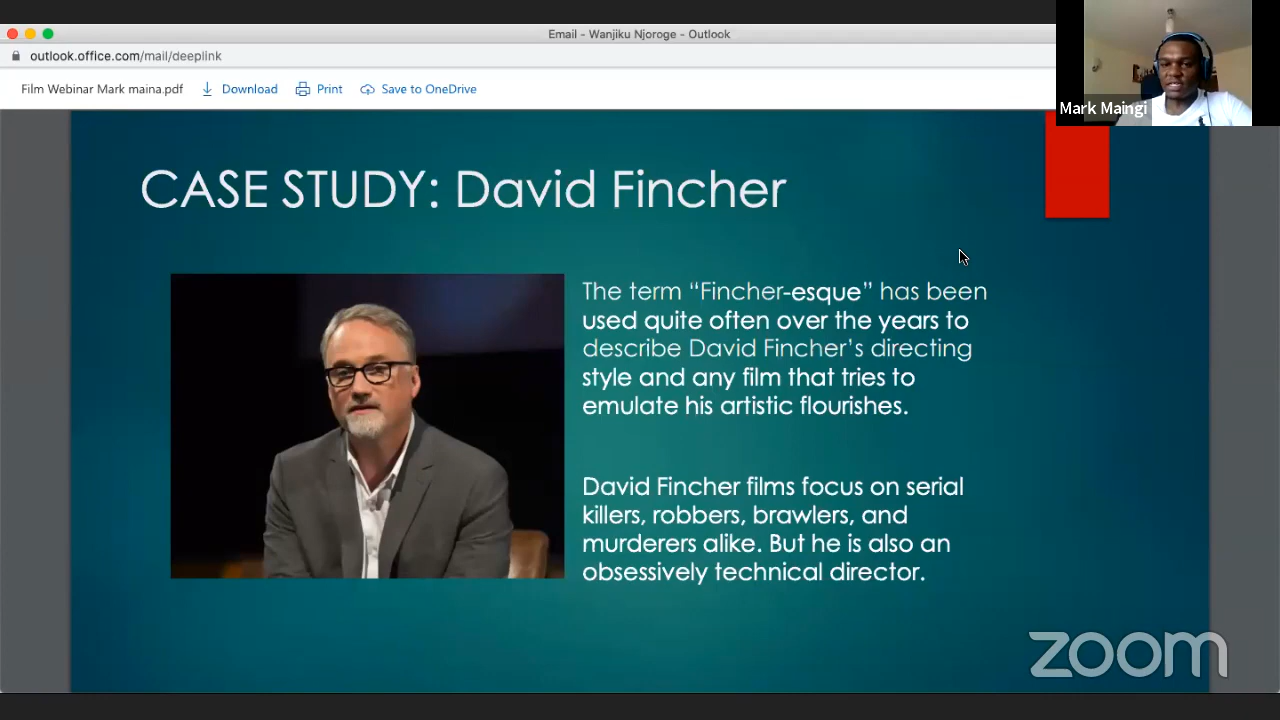 Email - Wanjiku Njoroge - Outlook
outlook.office.com/mail/deeplink
Film Webinar Mark maina.pdf Download Print Save to OneDrive
Mark Maingi
CASE STUDY: David Fincher
The term “Fincher-esque” has been
used quite often over the years to
describe David Fincher’s directing
style and any film that tries to
emulate his artistic flourishes.
David Fincher films focus on serial
killers, robbers, brawlers, and
murderers alike. But he is also an
obsessively technical director.
zoom